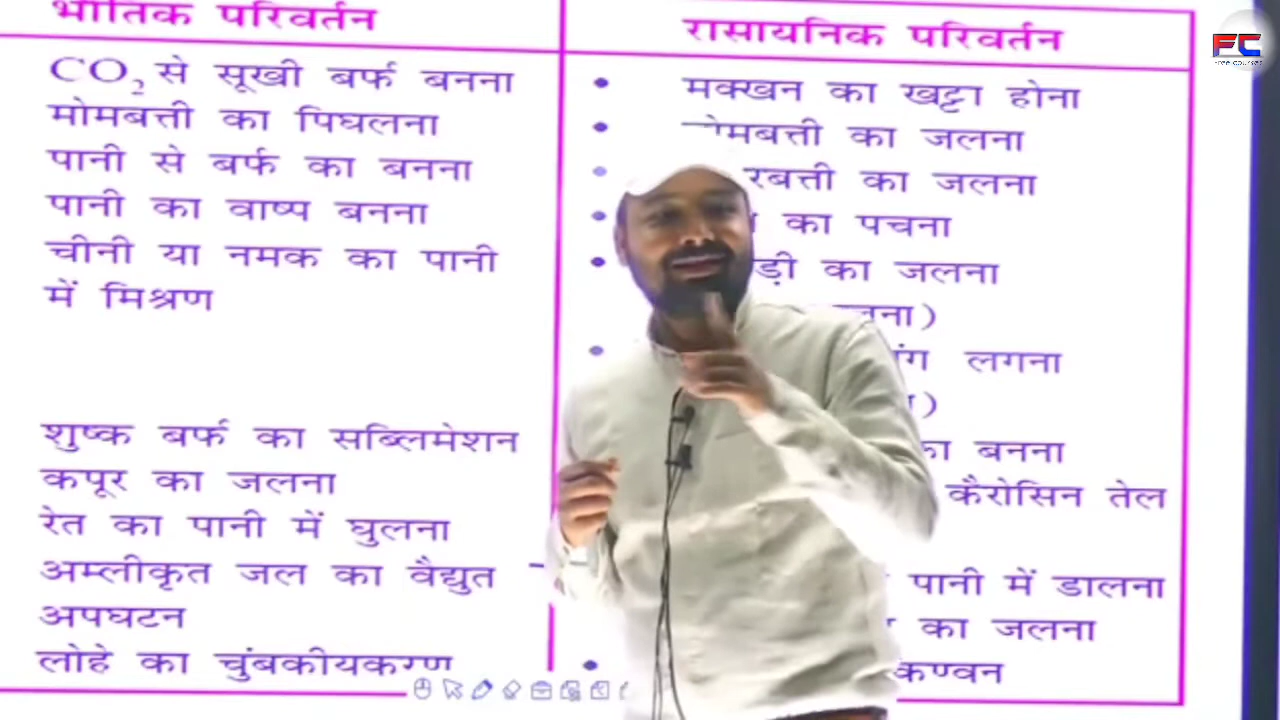 भौतिक परिवर्तन
CO₂ से सूखी बर्फ बनना
मोमबत्ती का पिघलना
पानी से बर्फ का बनना
पानी का वाष्प बनना
चीनी या नमक का पानी
में मिश्रण
शुष्क बर्फ का सब्लिमेशन
कपूर का जलना
रेत का पानी में घुलना
अम्लीकृत जल का वैद्युत
अपघटन
लोहे का चुंबकीयकरण
रासायनिक परिवर्तन
• मक्खन का खट्टा होना
• का जलना
• का जलना
• का पचना
• का जलना
• लगना
बनना
कैरोसिन तेल
पानी में डालना
का जलना
• किण्वन
FC
Free Courses